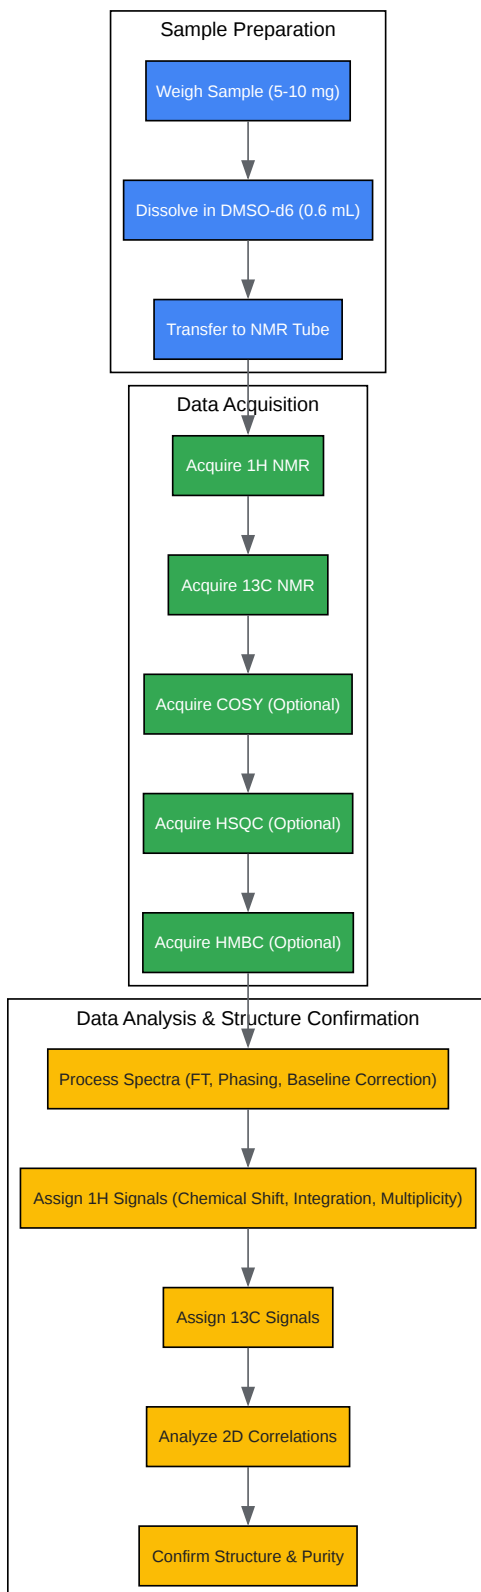 Sample Preparation
Weigh Sample (5-10 mg)
Dissolve in DMSO-d6 (0.6 mL)
Transfer to NMR Tube
Data Acquisition
Acquire 1H NMR
Acquire 13C NMR
Acquire COSY (Optional)
Acquire HSQC (Optional)
Acquire HMBC (Optional)
Data Analysis & Structure Confirmation
Process Spectra (FT, Phasing, Baseline Correction)
Assign 1H Signals (Chemical Shift, Integration, Multiplicity)
Assign 13C Signals
Analyze 2D Correlations
Confirm Structure & Purity